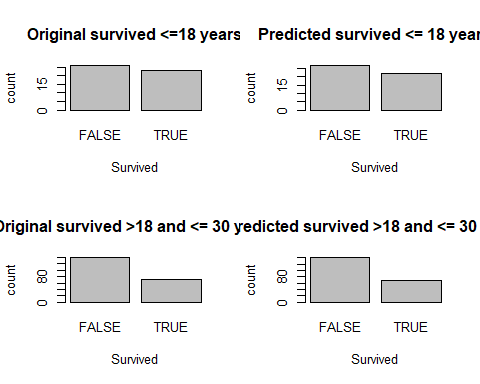 Original survived <=18 years
count
0
15
FALSE
TRUE
Survived
Predicted survived <= 18 year
count
0
15
FALSE
TRUE
Survived
Original survived >18 and <= 30 y
count
0
80
FALSE
TRUE
Survived
edicted survived >18 and <= 30
count
0
80
FALSE
TRUE
Survived